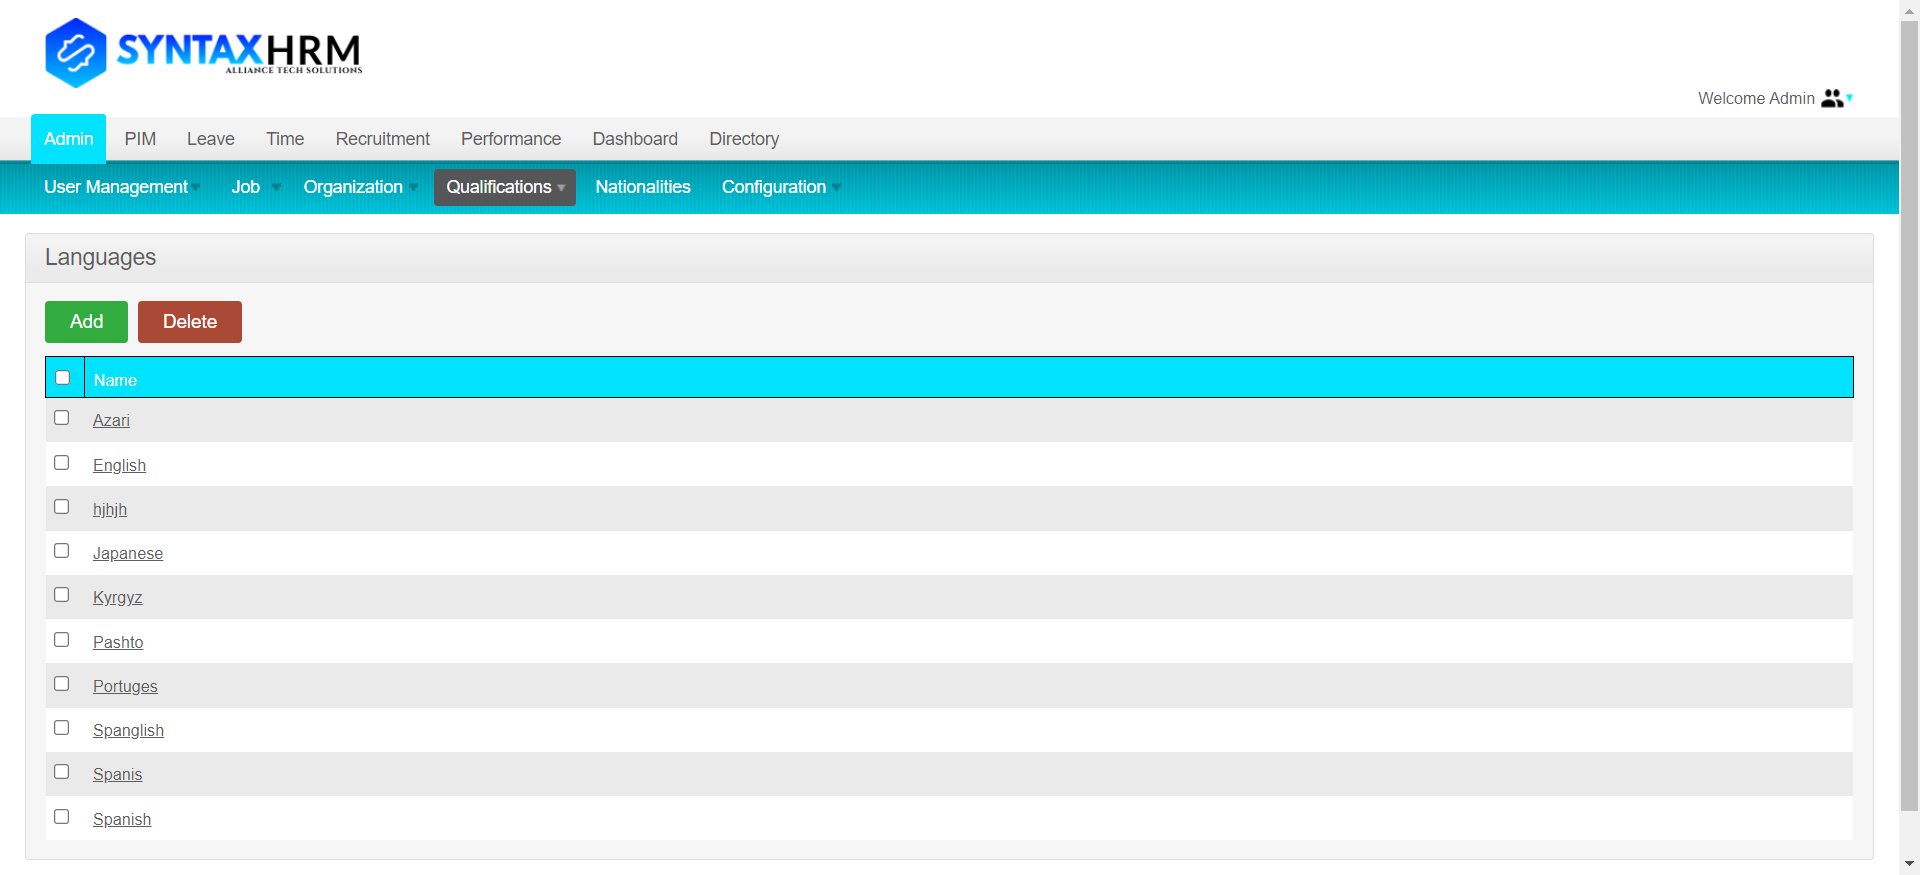 SYNTAXHRM
ALLIANCE TECH SOLUTIONS
Welcome Admin
Admin PIM Leave Time Recruitment Performance Dashboard Directory
User Management Job Organization Qualifications Nationalities Configuration
Languages
Add Delete
Name
Azari
English
hjhjh
Japanese
Kyrgyz
Pashto
Portuges
Spanglish
Spanis
Spanish